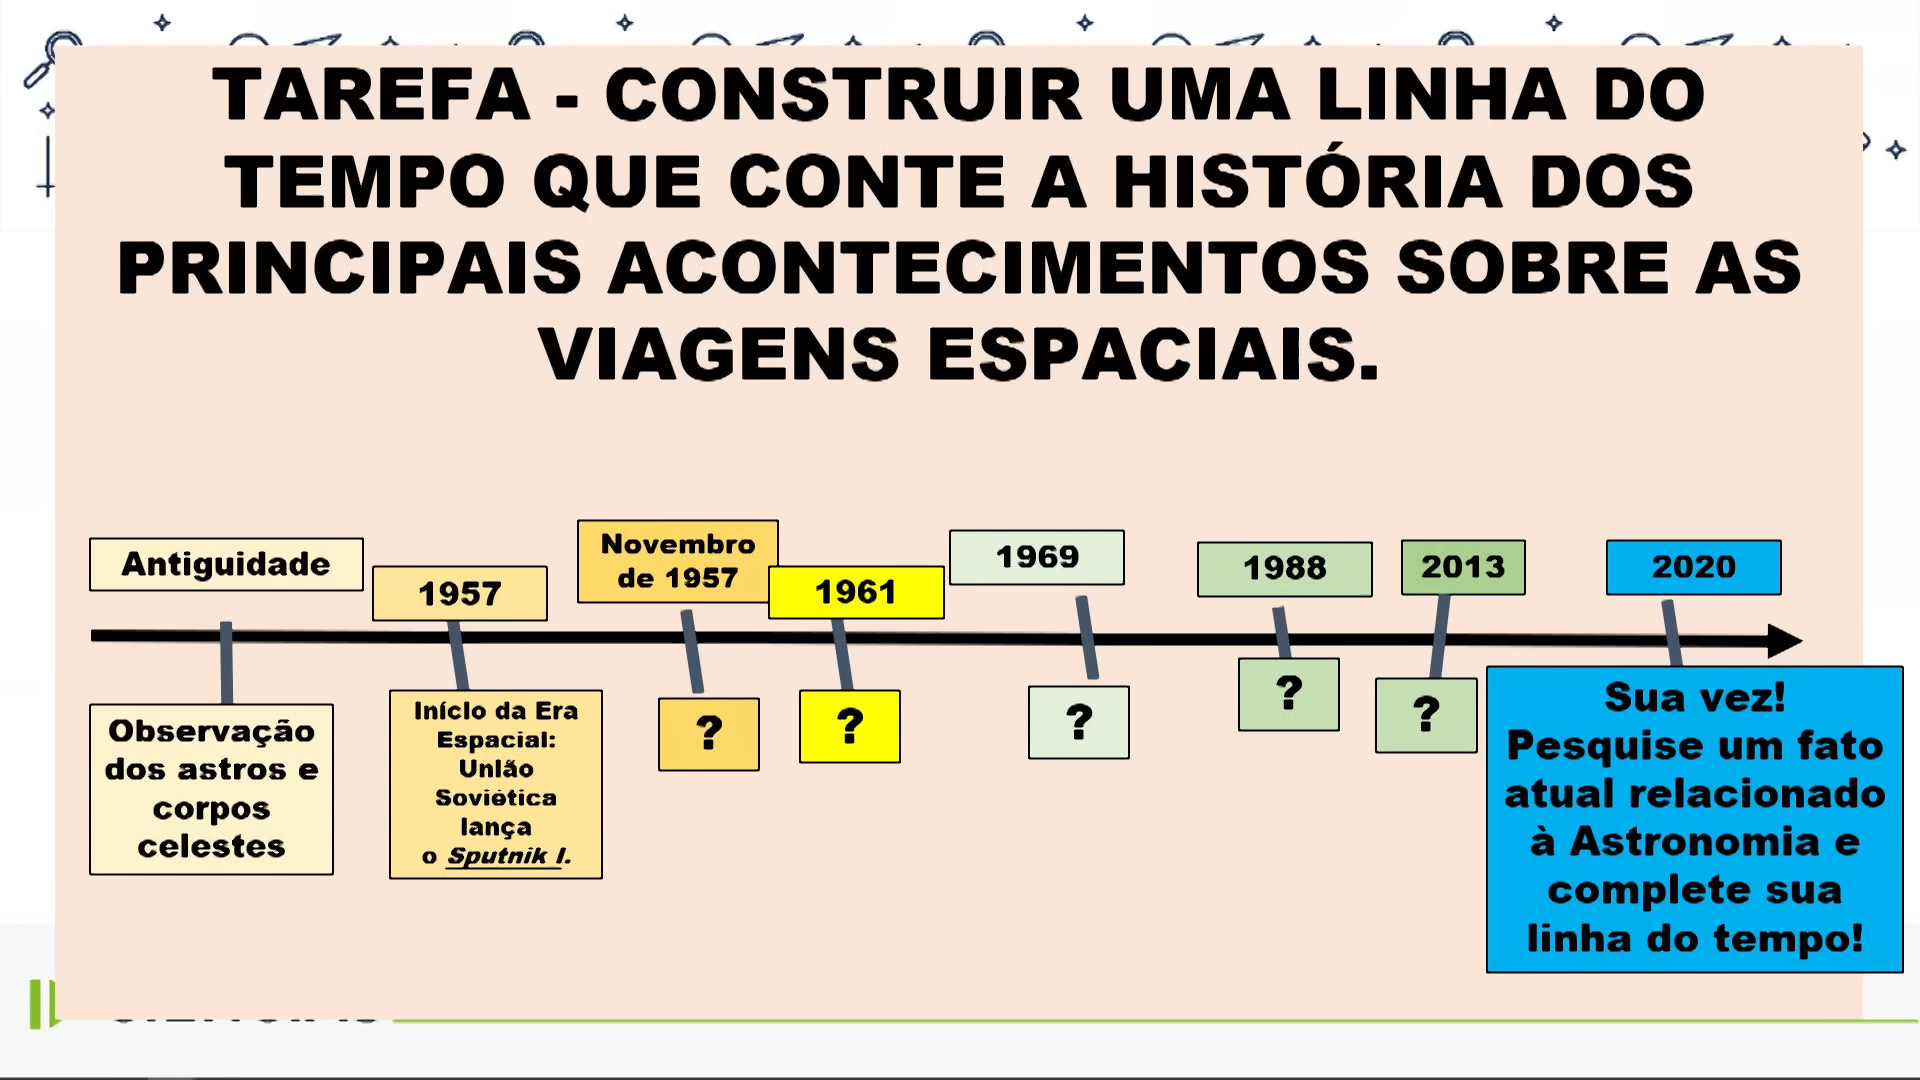 TAREFA - CONSTRUIR UMA LINHA DO
TEMPO QUE CONTE A HISTÓRIA DOS
PRINCIPAIS ACONTECIMENTOS SOBRE AS
VIAGENS ESPACIAIS.
Antiguidade
1957
Novembro
de 1957
1961
1969
1988
2013
2020
Observação
dos astros e
corpos
celestes
Início da Era
Espacial:
União
Soviética
lança
o Sputnik I.
?
?
?
?
?
Sua vez!
Pesquise um fato
atual relacionado
à Astronomia e
complete sua
linha do tempo!